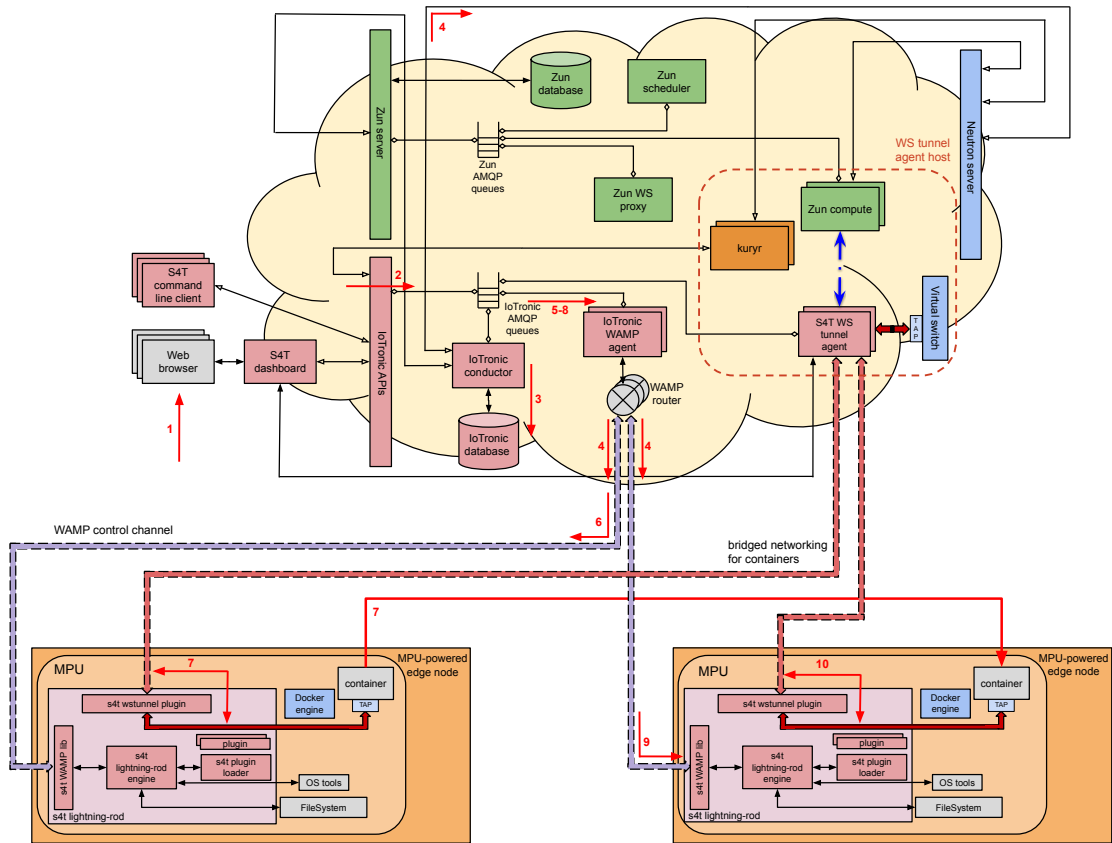 4
Zun server
Zun
database
Zun
scheduler
Neutron server
WS tunnel
agent host
Zun
AMQP
queues
Zun WS
proxy
Zun compute
kuryr
S4T
command
line client
2
IoTronic APIs
IoTronic
AMQP
queues
5-8
IoTronic
WAMP
agent
S4T WS
tunnel
agent
T
A
P
Virtual switch
Web
browser
S4T
dashboard
IoTronic
conductor
3
WAMP
router
1
IoTronic
database
4
4
6
WAMP control channel
bridged networking
for containers
7
MPU
MPU-powered
edge node
7
container
TAP
s4t wstunnel plugin
Docker
engine
s4t WAMP lib
plugin
s4t
lightning-rod
engine
s4t plugin
loader
OS tools
FileSystem
s4t lightning-rod
MPU
MPU-powered
edge node
10
container
TAP
s4t wstunnel plugin
Docker
engine
9
s4t WAMP lib
plugin
s4t
lightning-rod
engine
s4t plugin
loader
OS tools
FileSystem
s4t lightning-rod